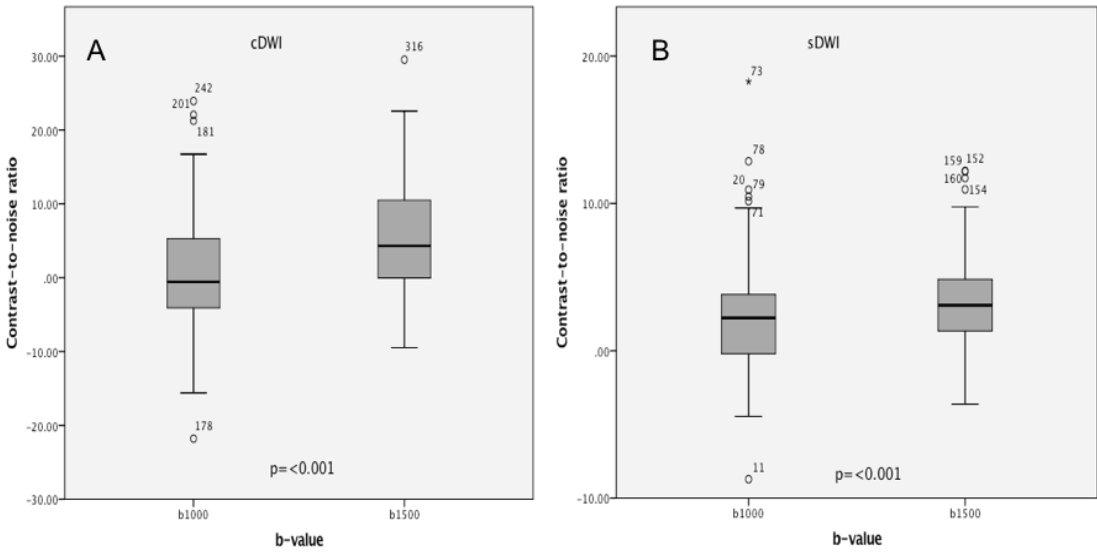 A
cDWI
Contrast-to-noise ratio
30.00
20.00
10.00
.00
-10.00
-20.00
-30.00
316
242
201
181
178
p=<0.001
b1000
b1500
b-value
B
sDWI
Contrast-to-noise ratio
20.00
10.00
.00
-10.00
73
78
20
79
71
159
152
160
154
11
p=<0.001
b1000
b1500
b-value